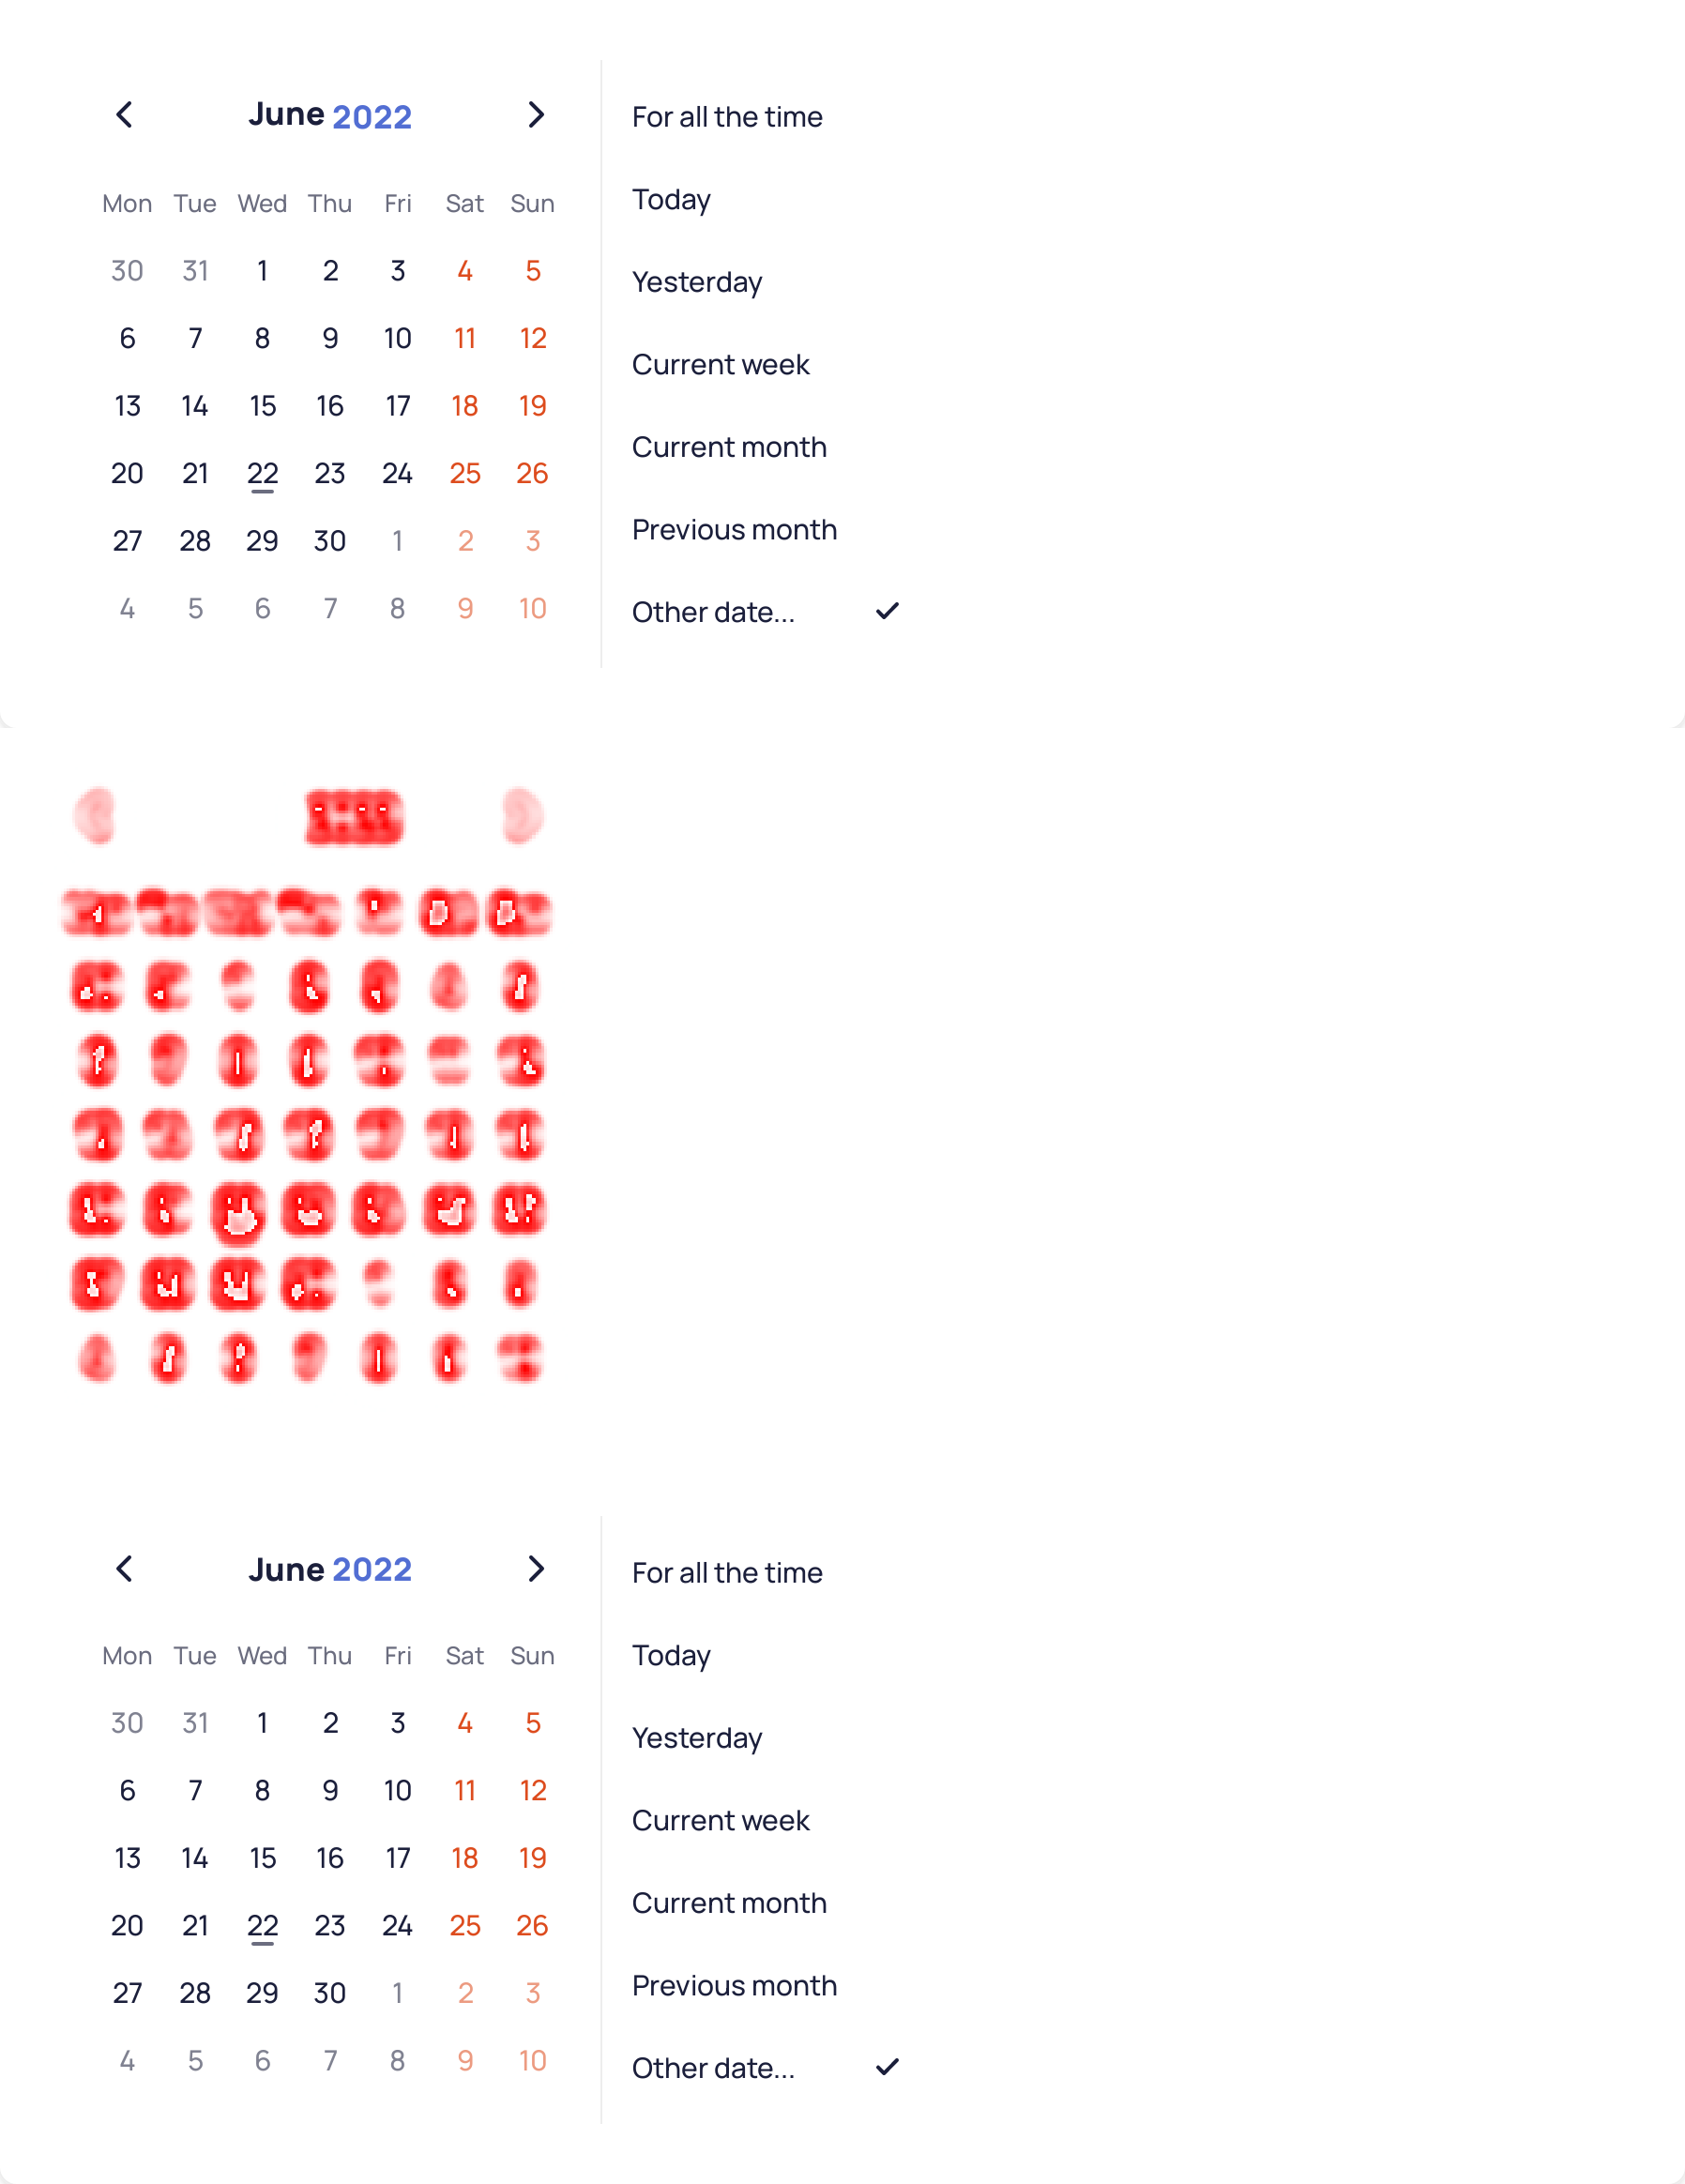 June 2022
Mon Tue Wed Thu Fri Sat Sun
30 31 1 2 3 4 5
6 7 8 9 10 11 12
13 14 15 16 17 18 19
20 21 22 23 24 25 26
27 28 29 30 1 2 3
4 5 6 7 8 9 10
For all the time
Today
Yesterday
Current week
Current month
Previous month
Other date...
June 2022
Mon Tue Wed Thu Fri Sat Sun
30 31 1 2 3 4 5
6 7 8 9 10 11 12
13 14 15 16 17 18 19
20 21 22 23 24 25 26
27 28 29 30 1 2 3
4 5 6 7 8 9 10
For all the time
Today
Yesterday
Current week
Current month
Previous month
Other date...